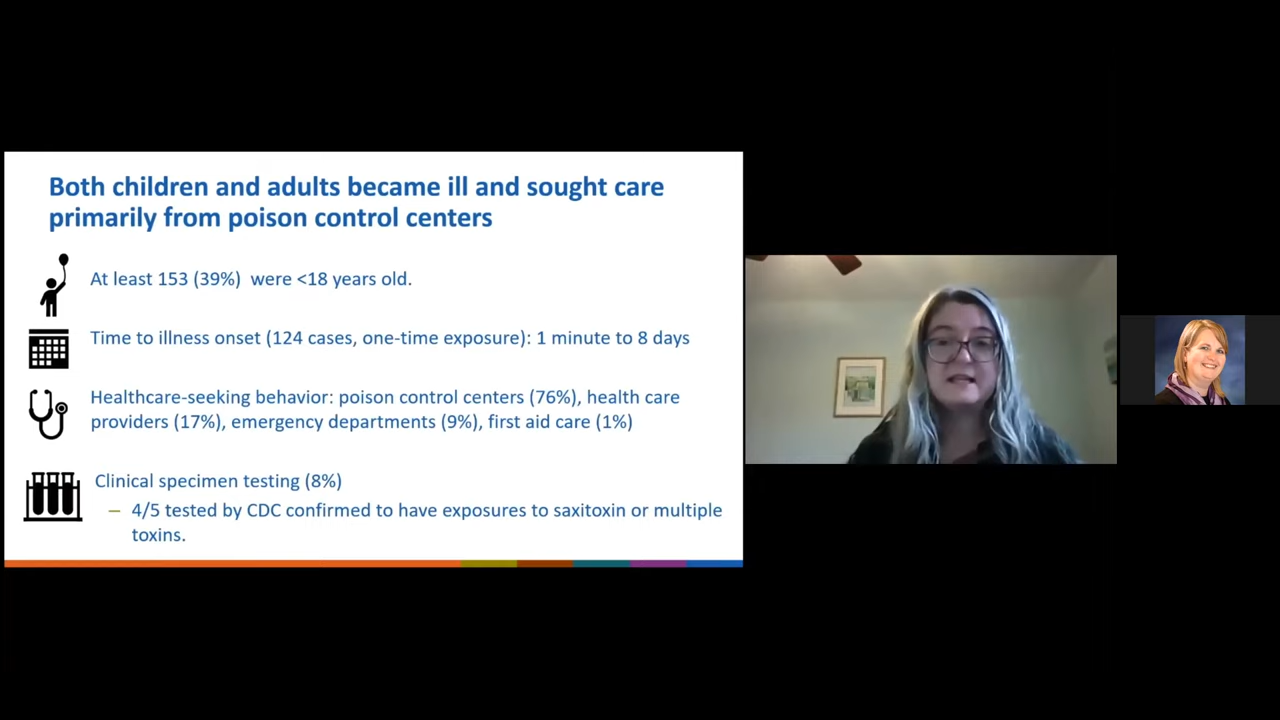 Both children and adults became ill and sought care
primarily from poison control centers
At least 153 (39%) were <18 years old.
Time to illness onset (124 cases, one-time exposure): 1 minute to 8 days
Healthcare-seeking behavior: poison control centers (76%), health care
providers (17%), emergency departments (9%), first aid care (1%)
Clinical specimen testing (8%)
– 4/5 tested by CDC confirmed to have exposures to saxitoxin or multiple
toxins.